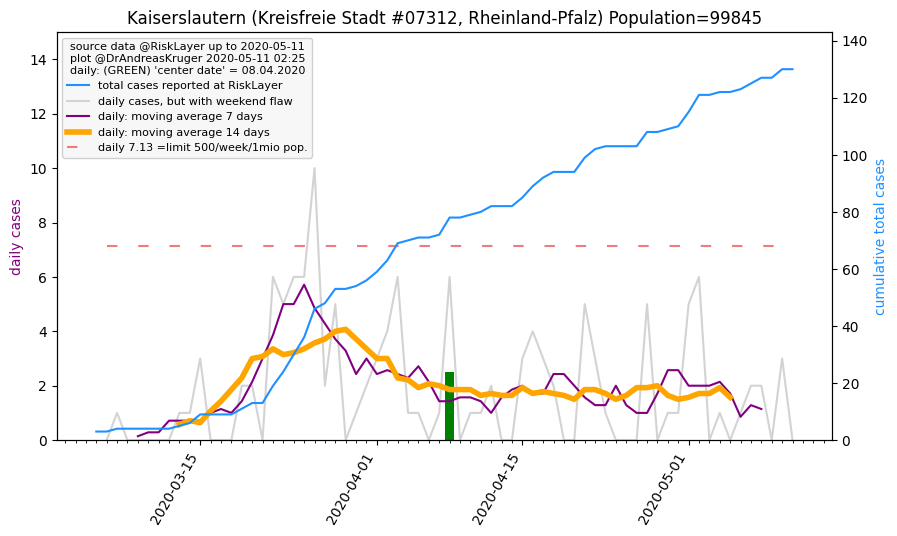 Kaiserslautern (Kreisfreie Stadt #07312, Rheinland-Pfalz) Population=99845
source data @RiskLayer up to 2020-05-11
plot @DrAndreasKruger 2020-05-11 02:25
daily: (GREEN) 'center date' = 08.04.2020
total cases reported at RiskLayer
daily cases, but with weekend flaw
daily: moving average 7 days
daily: moving average 14 days
daily 7.13 =limit 500/week/1mio pop.
daily cases
14
12
10
8
6
4
2
0
140
120
100
80
60
40
20
0
cumulative total cases
2020-03-15
2020-04-01
2020-04-15
2020-05-01